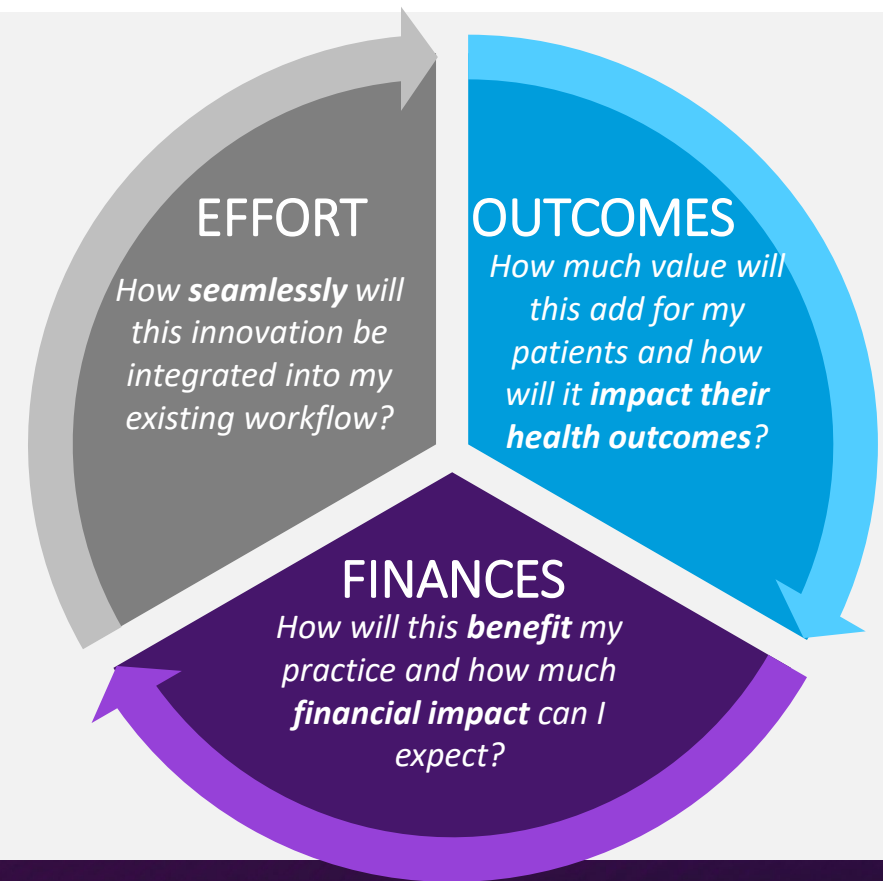 EFFORT
How seamlessly will
this innovation be
integrated into my
existing workflow?
OUTCOMES
How much value will
this add for my
patients and how
will it impact their
health outcomes?
FINANCES
How will this benefit my
practice and how much
financial impact can I
expect?